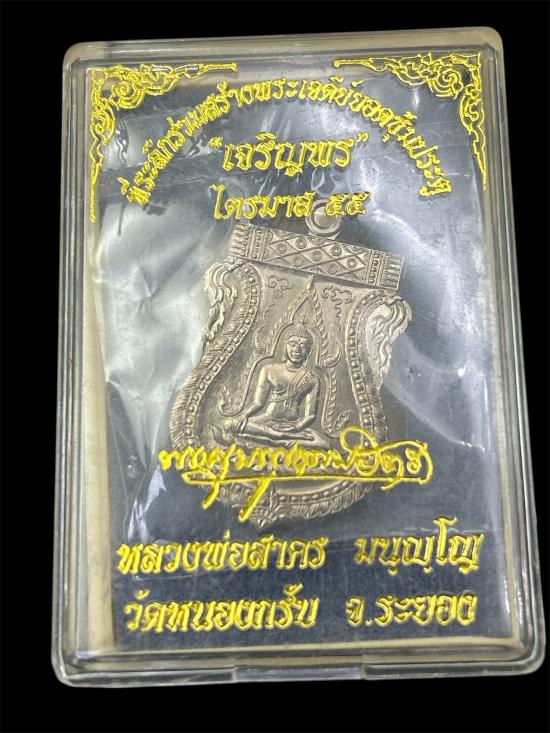 ที่ระลึกร่วมสร้างพระเจดีย์ยอดซุ้มประตู
"เจริญพร"
ไตรมาส ๕๕
หลวงพ่อสาคร มนุญฺโญ
วัดหนองกรับ จ.ระยอง